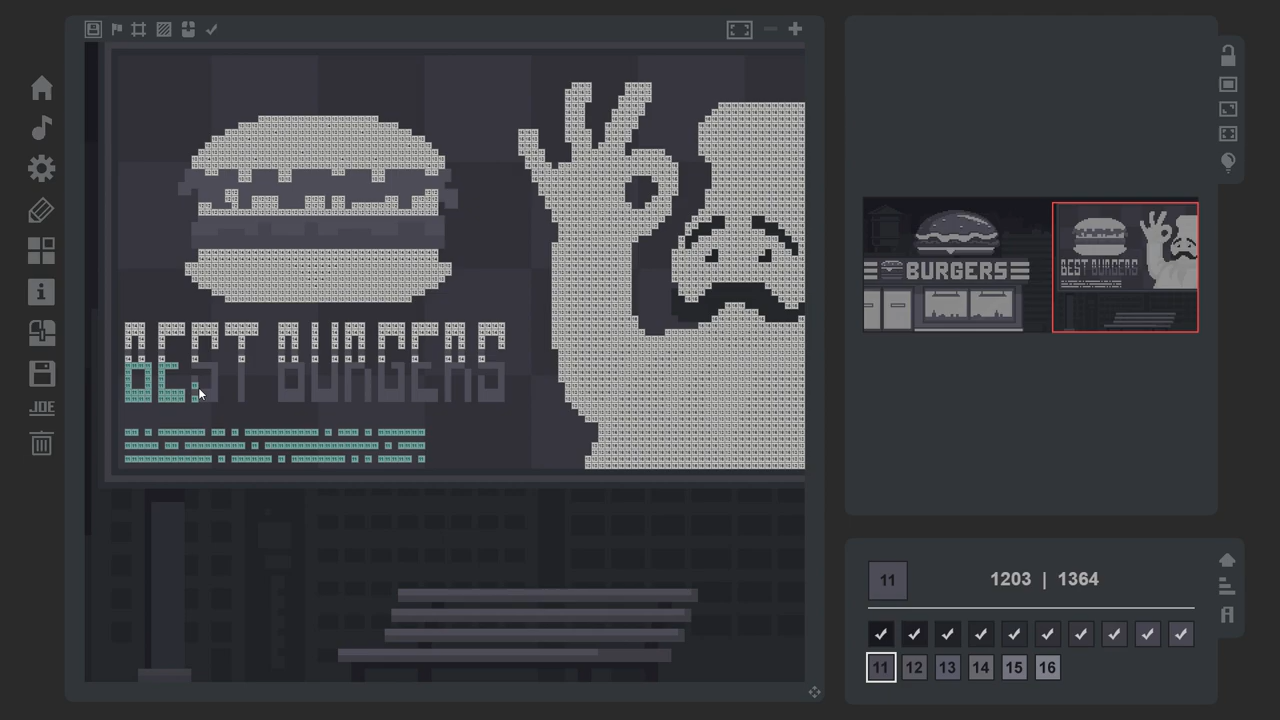 BEST BURGERS
BURGERS
BEST BURGERS
JOE
11
1203 | 1364
11 12 13 14 15 16